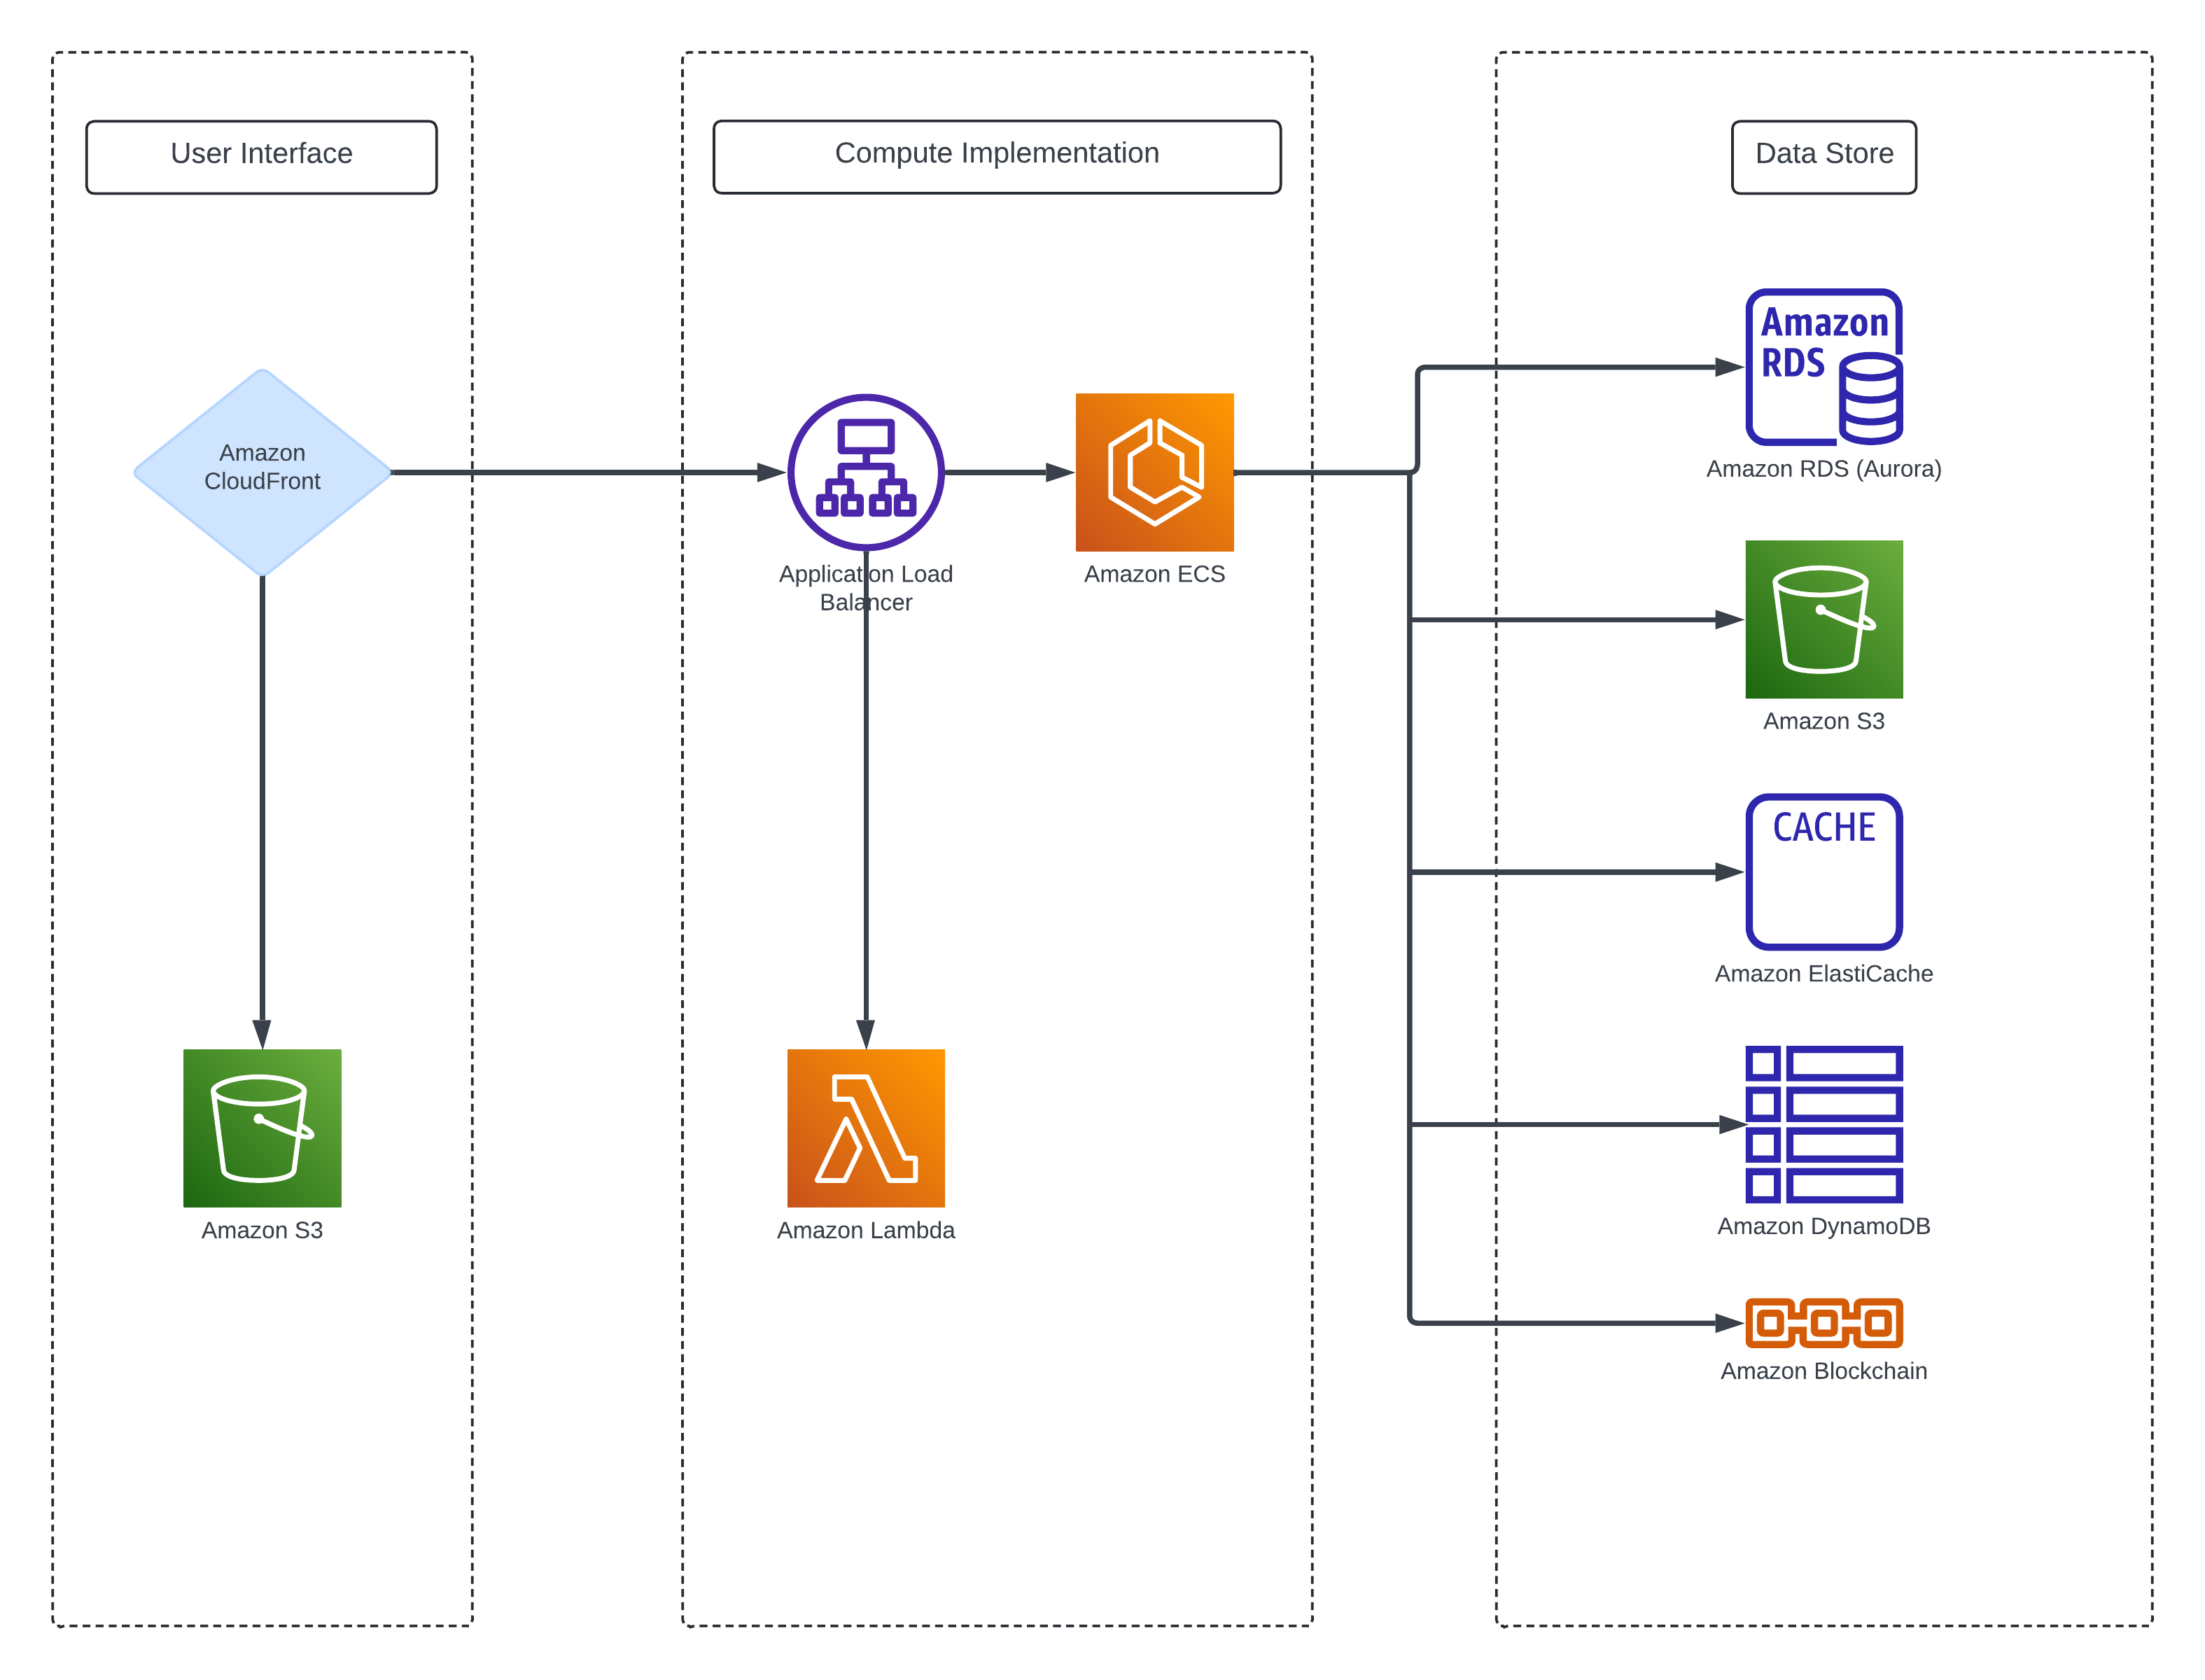 User Interface
Amazon
CloudFront
Amazon S3
Compute Implementation
Application Load
Balancer
Amazon ECS
Amazon Lambda
Data Store
Amazon
RDS
Amazon RDS (Aurora)
Amazon S3
CACHE
Amazon ElastiCache
Amazon DynamoDB
Amazon Blockchain